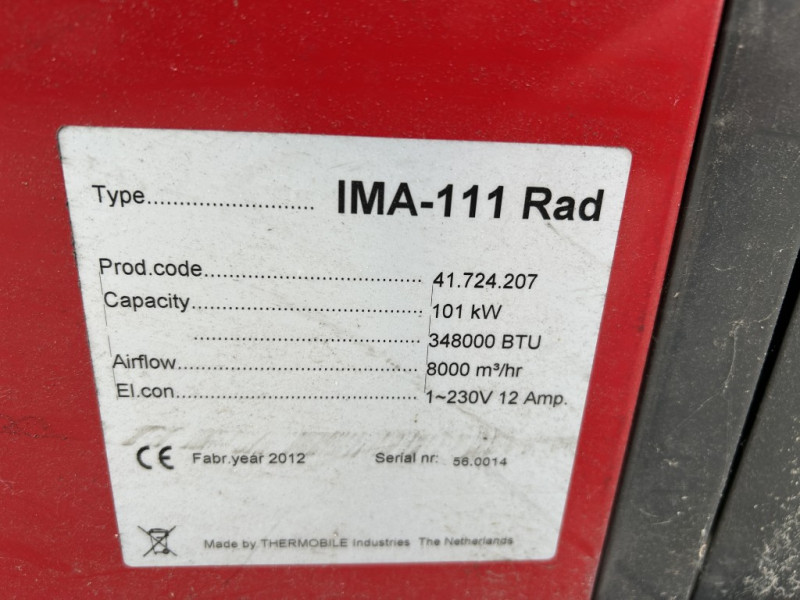 Type........................ IMA-111 Rad
Prod.code................................ 41.724.207
Capacity.................................. 101 kW
.................................. 348000 BTU
Airflow.................................... 8000 m³/hr
El.con.................................... 1~230V 12 Amp.
CE Fabr.year 2012 Serial nr: 56.0014
Made by THERMOBILE Industries The Netherlands